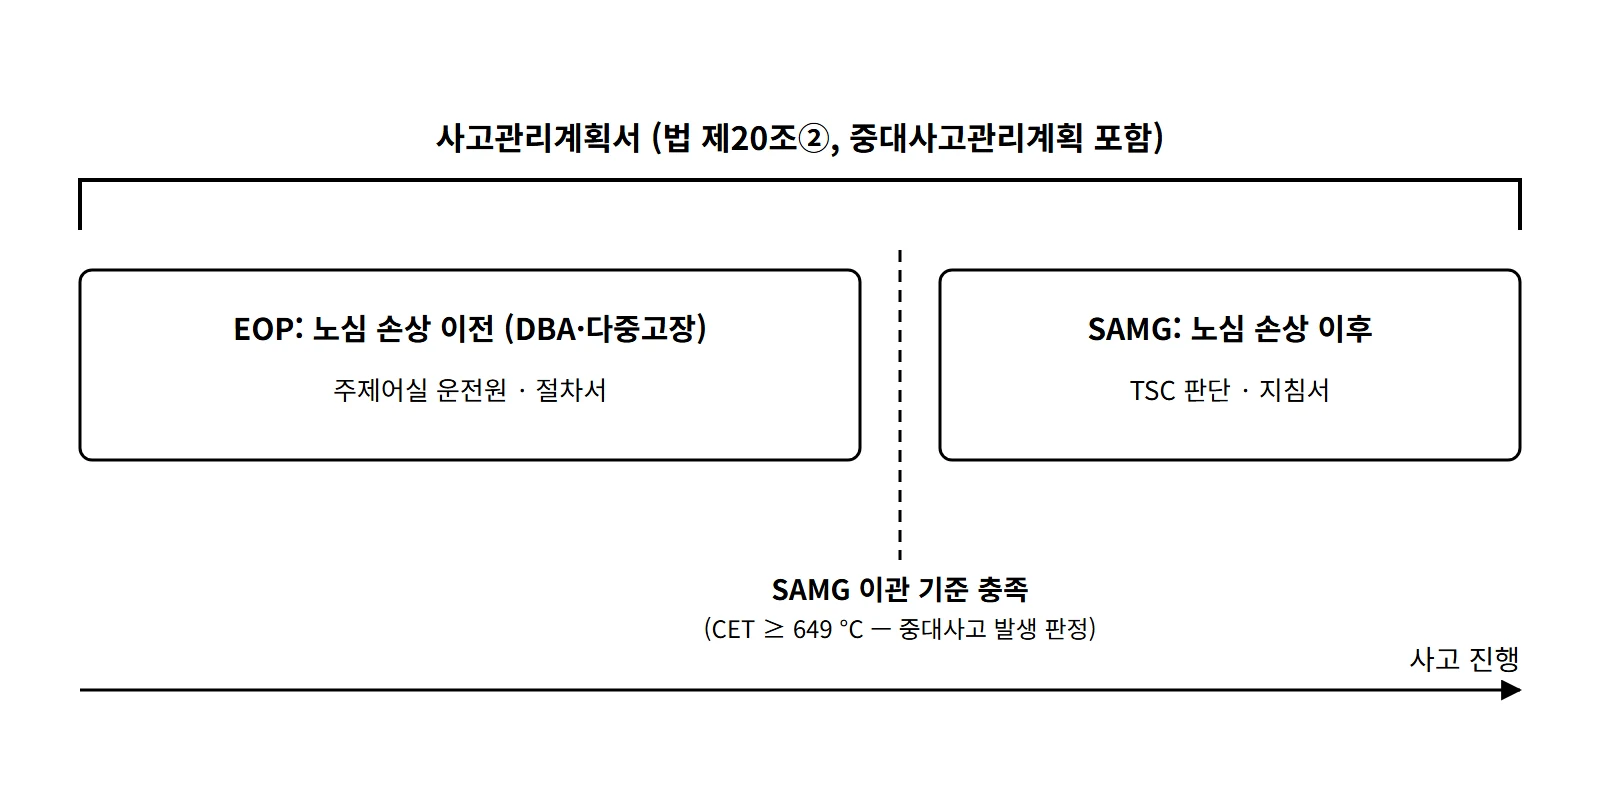 사고관리계획서 (법 제20조②, 중대사고관리계획 포함)
EOP: 노심 손상 이전 (DBA·다중고장)
주제어실 운전원 · 절차서
SAMG: 노심 손상 이후
TSC 판단 · 지침서
SAMG 이관 기준 충족
(CET ≥ 649 °C — 중대사고 발생 판정)
사고 진행